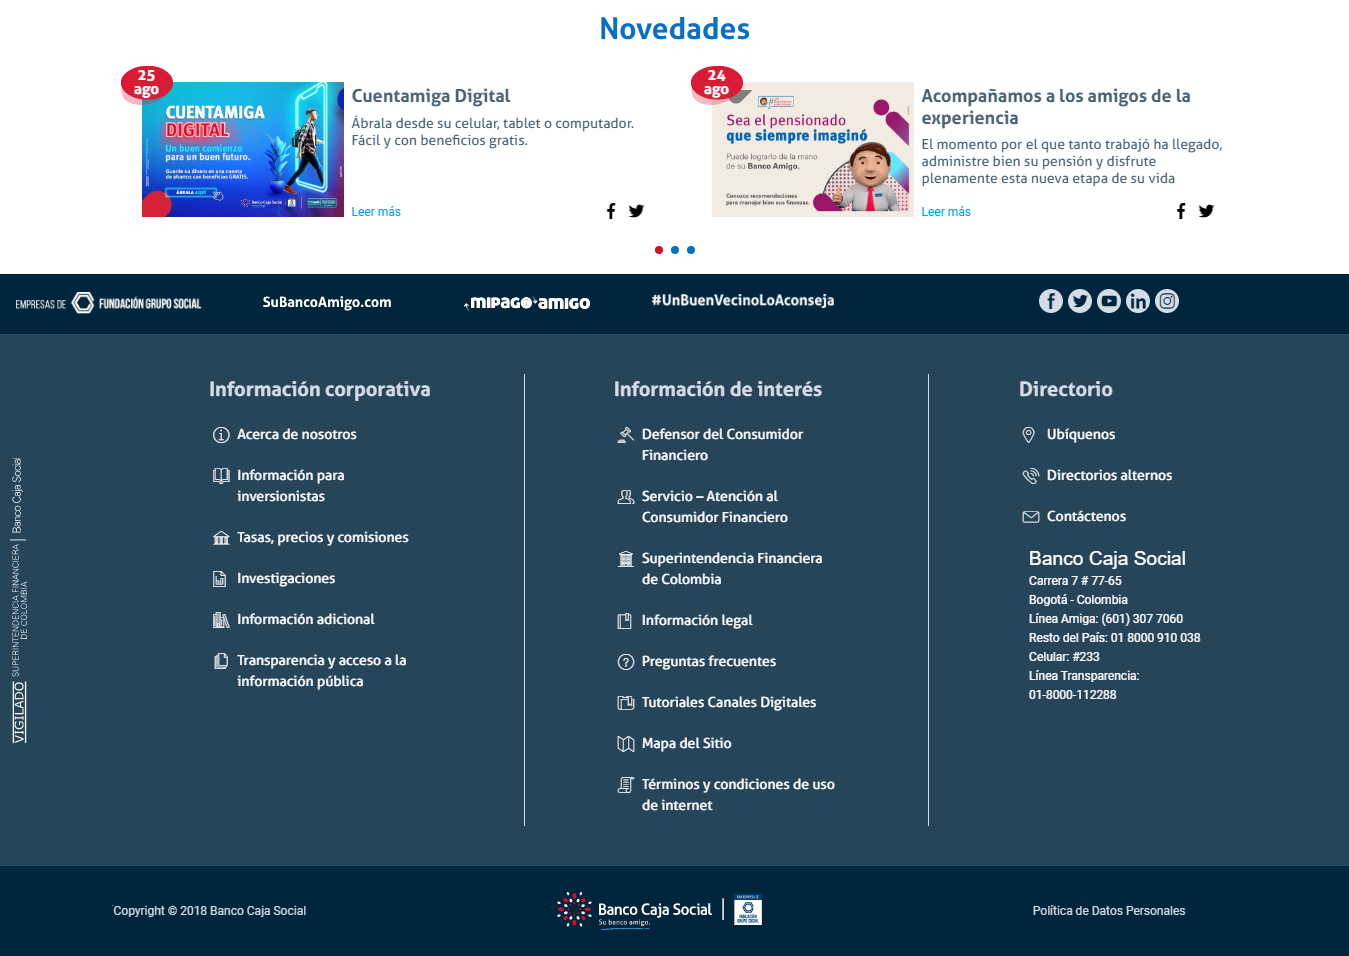 Novedades
25
ago
CUENTAMIGA
DIGITAL
Un buen comienzo
para un buen futuro.
Guarde su dinero en una cuenta
de ahorros con beneficios GRATIS.
ÁBRALA AQUÍ
Banco Caja Social
Cuentamiga Digital
Ábrala desde su celular, tablet o computador.
Fácil y con beneficios gratis.
Leer más
24
ago
Sea el pensionado
que siempre imaginó
Puede lograrlo de la mano
de su Banco Amigo.
Conozca recomendaciones
para manejar bien sus finanzas.
Acompañamos a los amigos de la
experiencia
El momento por el que tanto trabajó ha llegado,
administre bien su pensión y disfrute
plenamente esta nueva etapa de su vida
Leer más
EMPRESAS DE FUNDACIÓN GRUPO SOCIAL
SuBancoAmigo.com
MIPAGO AMIGO
#UnBuenVecinoLoAconseja
Información corporativa
Acerca de nosotros
Información para
inversionistas
Tasas, precios y comisiones
Investigaciones
Información adicional
Transparencia y acceso a la
información pública
Información de interés
Defensor del Consumidor
Financiero
Servicio – Atención al
Consumidor Financiero
Superintendencia Financiera
de Colombia
Información legal
Preguntas frecuentes
Tutoriales Canales Digitales
Mapa del Sitio
Términos y condiciones de uso
de internet
Directorio
Ubíquenos
Directorios alternos
Contáctenos
Banco Caja Social
Carrera 7 # 77-65
Bogotá - Colombia
Línea Amiga: (601) 307 7060
Resto del País: 01 8000 910 038
Celular: #233
Línea Transparencia:
01-8000-112288
VIGILADO SUPERINTENDENCIA FINANCIERA
DE COLOMBIA
Banco Caja Social
Copyright © 2018 Banco Caja Social
Banco Caja Social
Su banco amigo.
FUNDACIÓN
GRUPO SOCIAL
Política de Datos Personales